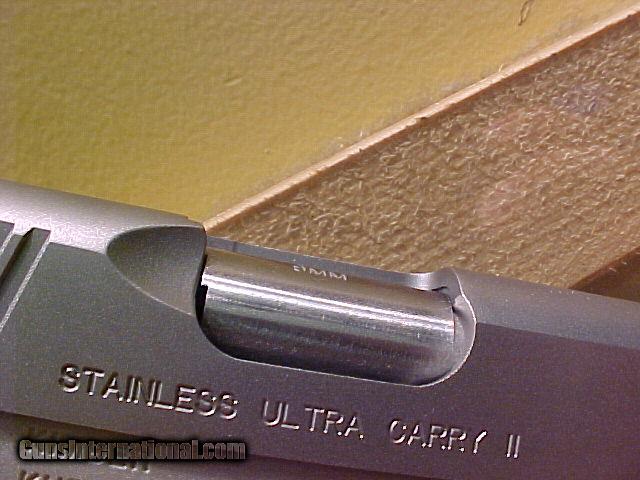 9MM
STAINLESS ULTRA CARRY II
GunsInternational.com